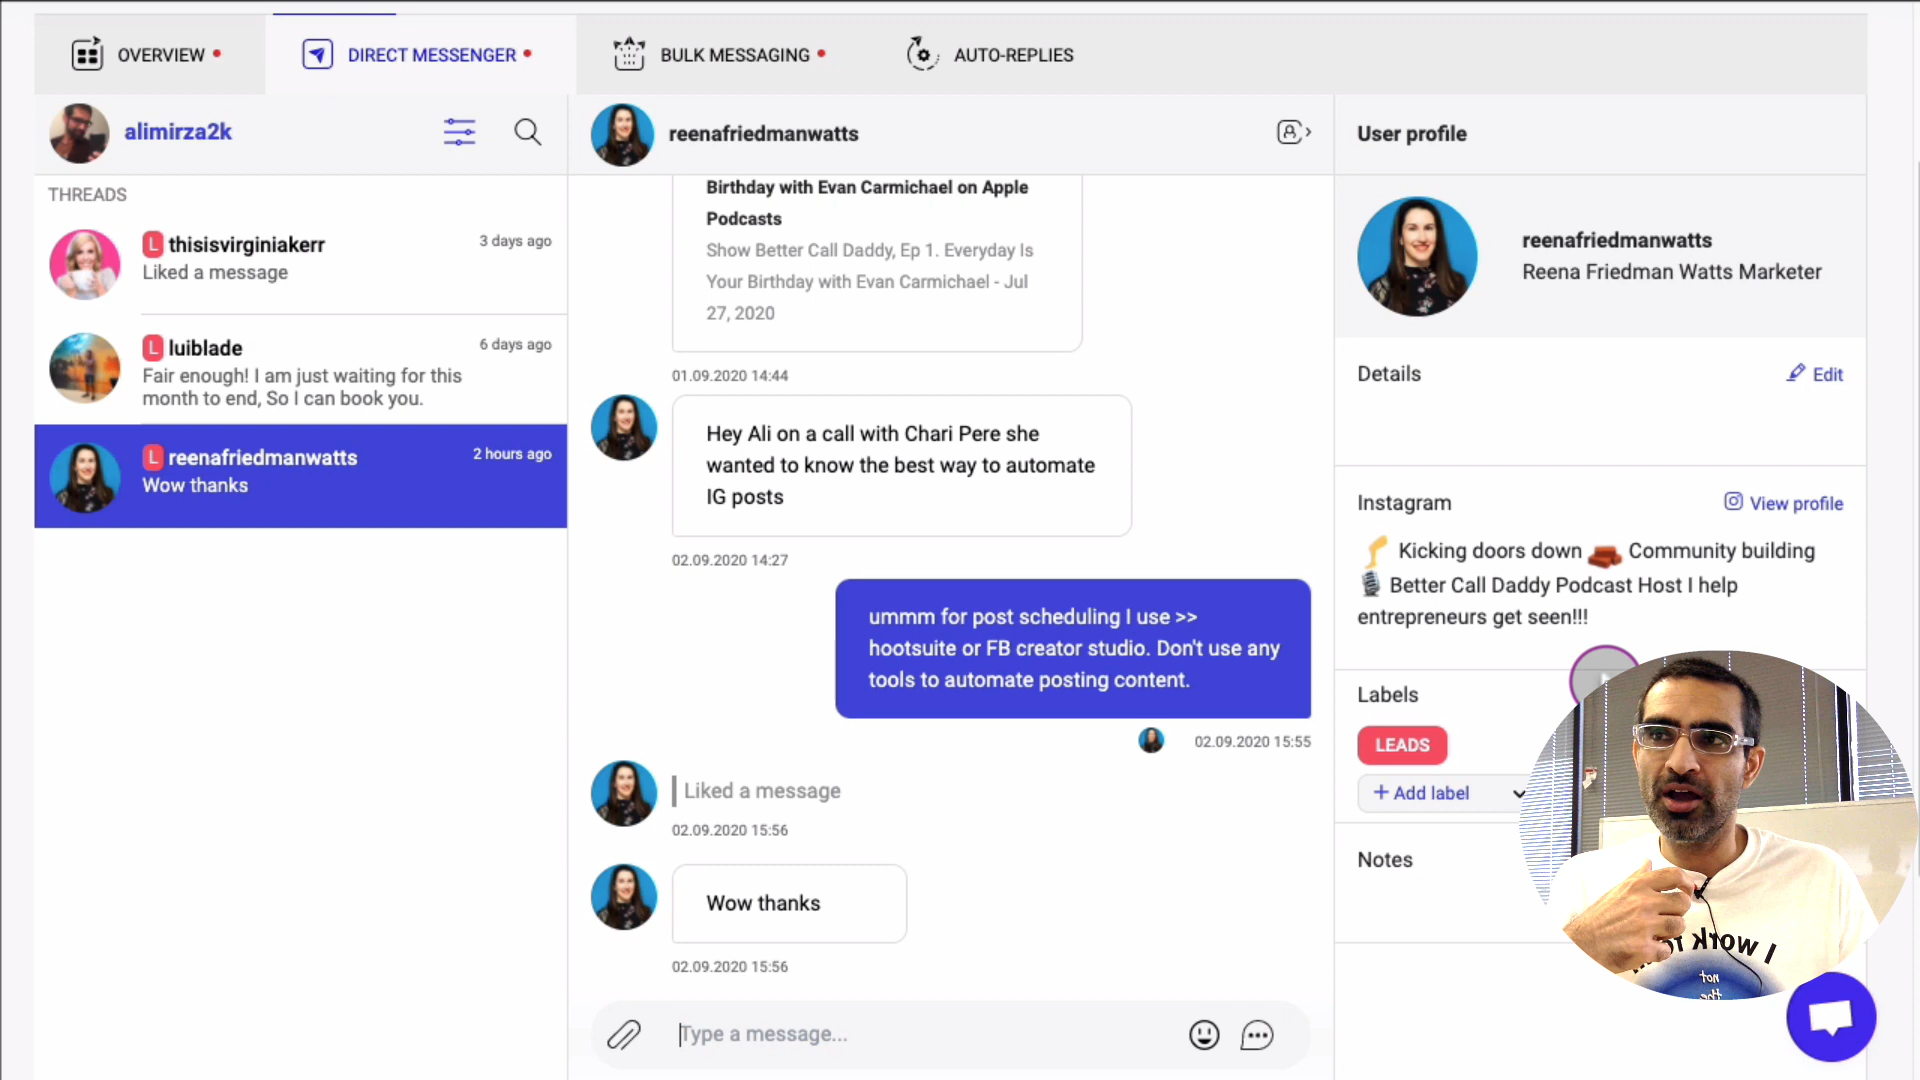 OVERVIEW
DIRECT MESSENGER
BULK MESSAGING
AUTO-REPLIES
alimirza2k
THREADS
L thisisvirginiakerr
3 days ago
Liked a message
L luiblade
6 days ago
Fair enough! I am just waiting for this
month to end, So I can book you.
L reenafriedmanwatts
2 hours ago
Wow thanks
reenafriedmanwatts
Birthday with Evan Carmichael on Apple
Podcasts
Show Better Call Daddy, Ep 1. Everyday Is
Your Birthday with Evan Carmichael - Jul
27, 2020
01.09.2020 14:44
Hey Ali on a call with Chari Pere she
wanted to know the best way to automate
IG posts
02.09.2020 14:27
ummm for post scheduling I use >>
hootsuite or FB creator studio. Don't use any
tools to automate posting content.
02.09.2020 15:55
Liked a message
02.09.2020 15:56
Wow thanks
02.09.2020 15:56
Type a message...
User profile
reenafriedmanwatts
Reena Friedman Watts Marketer
Details
Edit
Instagram
View profile
Kicking doors down Community building
Better Call Daddy Podcast Host I help
entrepreneurs get seen!!!
Labels
LEADS
+ Add label
Notes
I work
not
the